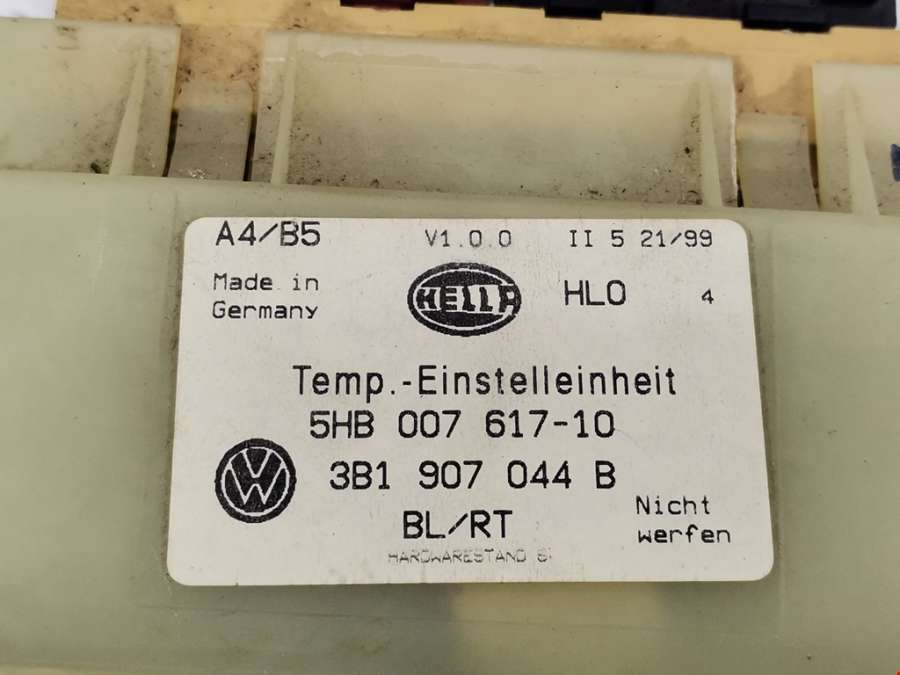 A4/B5 V1.0.0 II 5 21/99
Made in
Germany
HELLA HLO 4
Temp.-Einstelleinheit
5HB 007 617-10
VW 3B1 907 044 B
BL/RT
Nicht
werfen
HARDWARESTAND